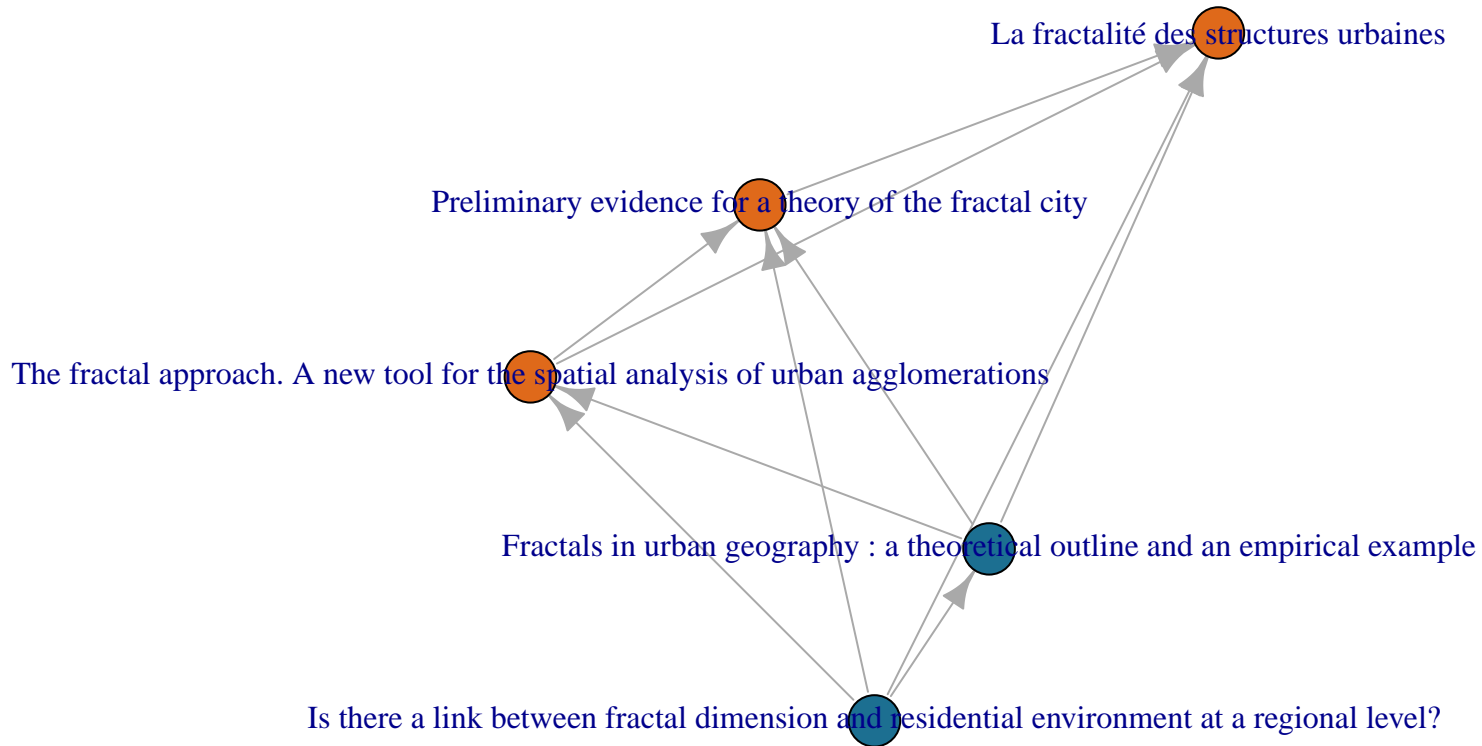 La fractalité des structures urbaines
Preliminary evidence for a theory of the fractal city
The fractal approach. A new tool for the spatial analysis of urban agglomerations
Fractals in urban geography : a theoretical outline and an empirical example
Is there a link between fractal dimension and residential environment at a regional level?